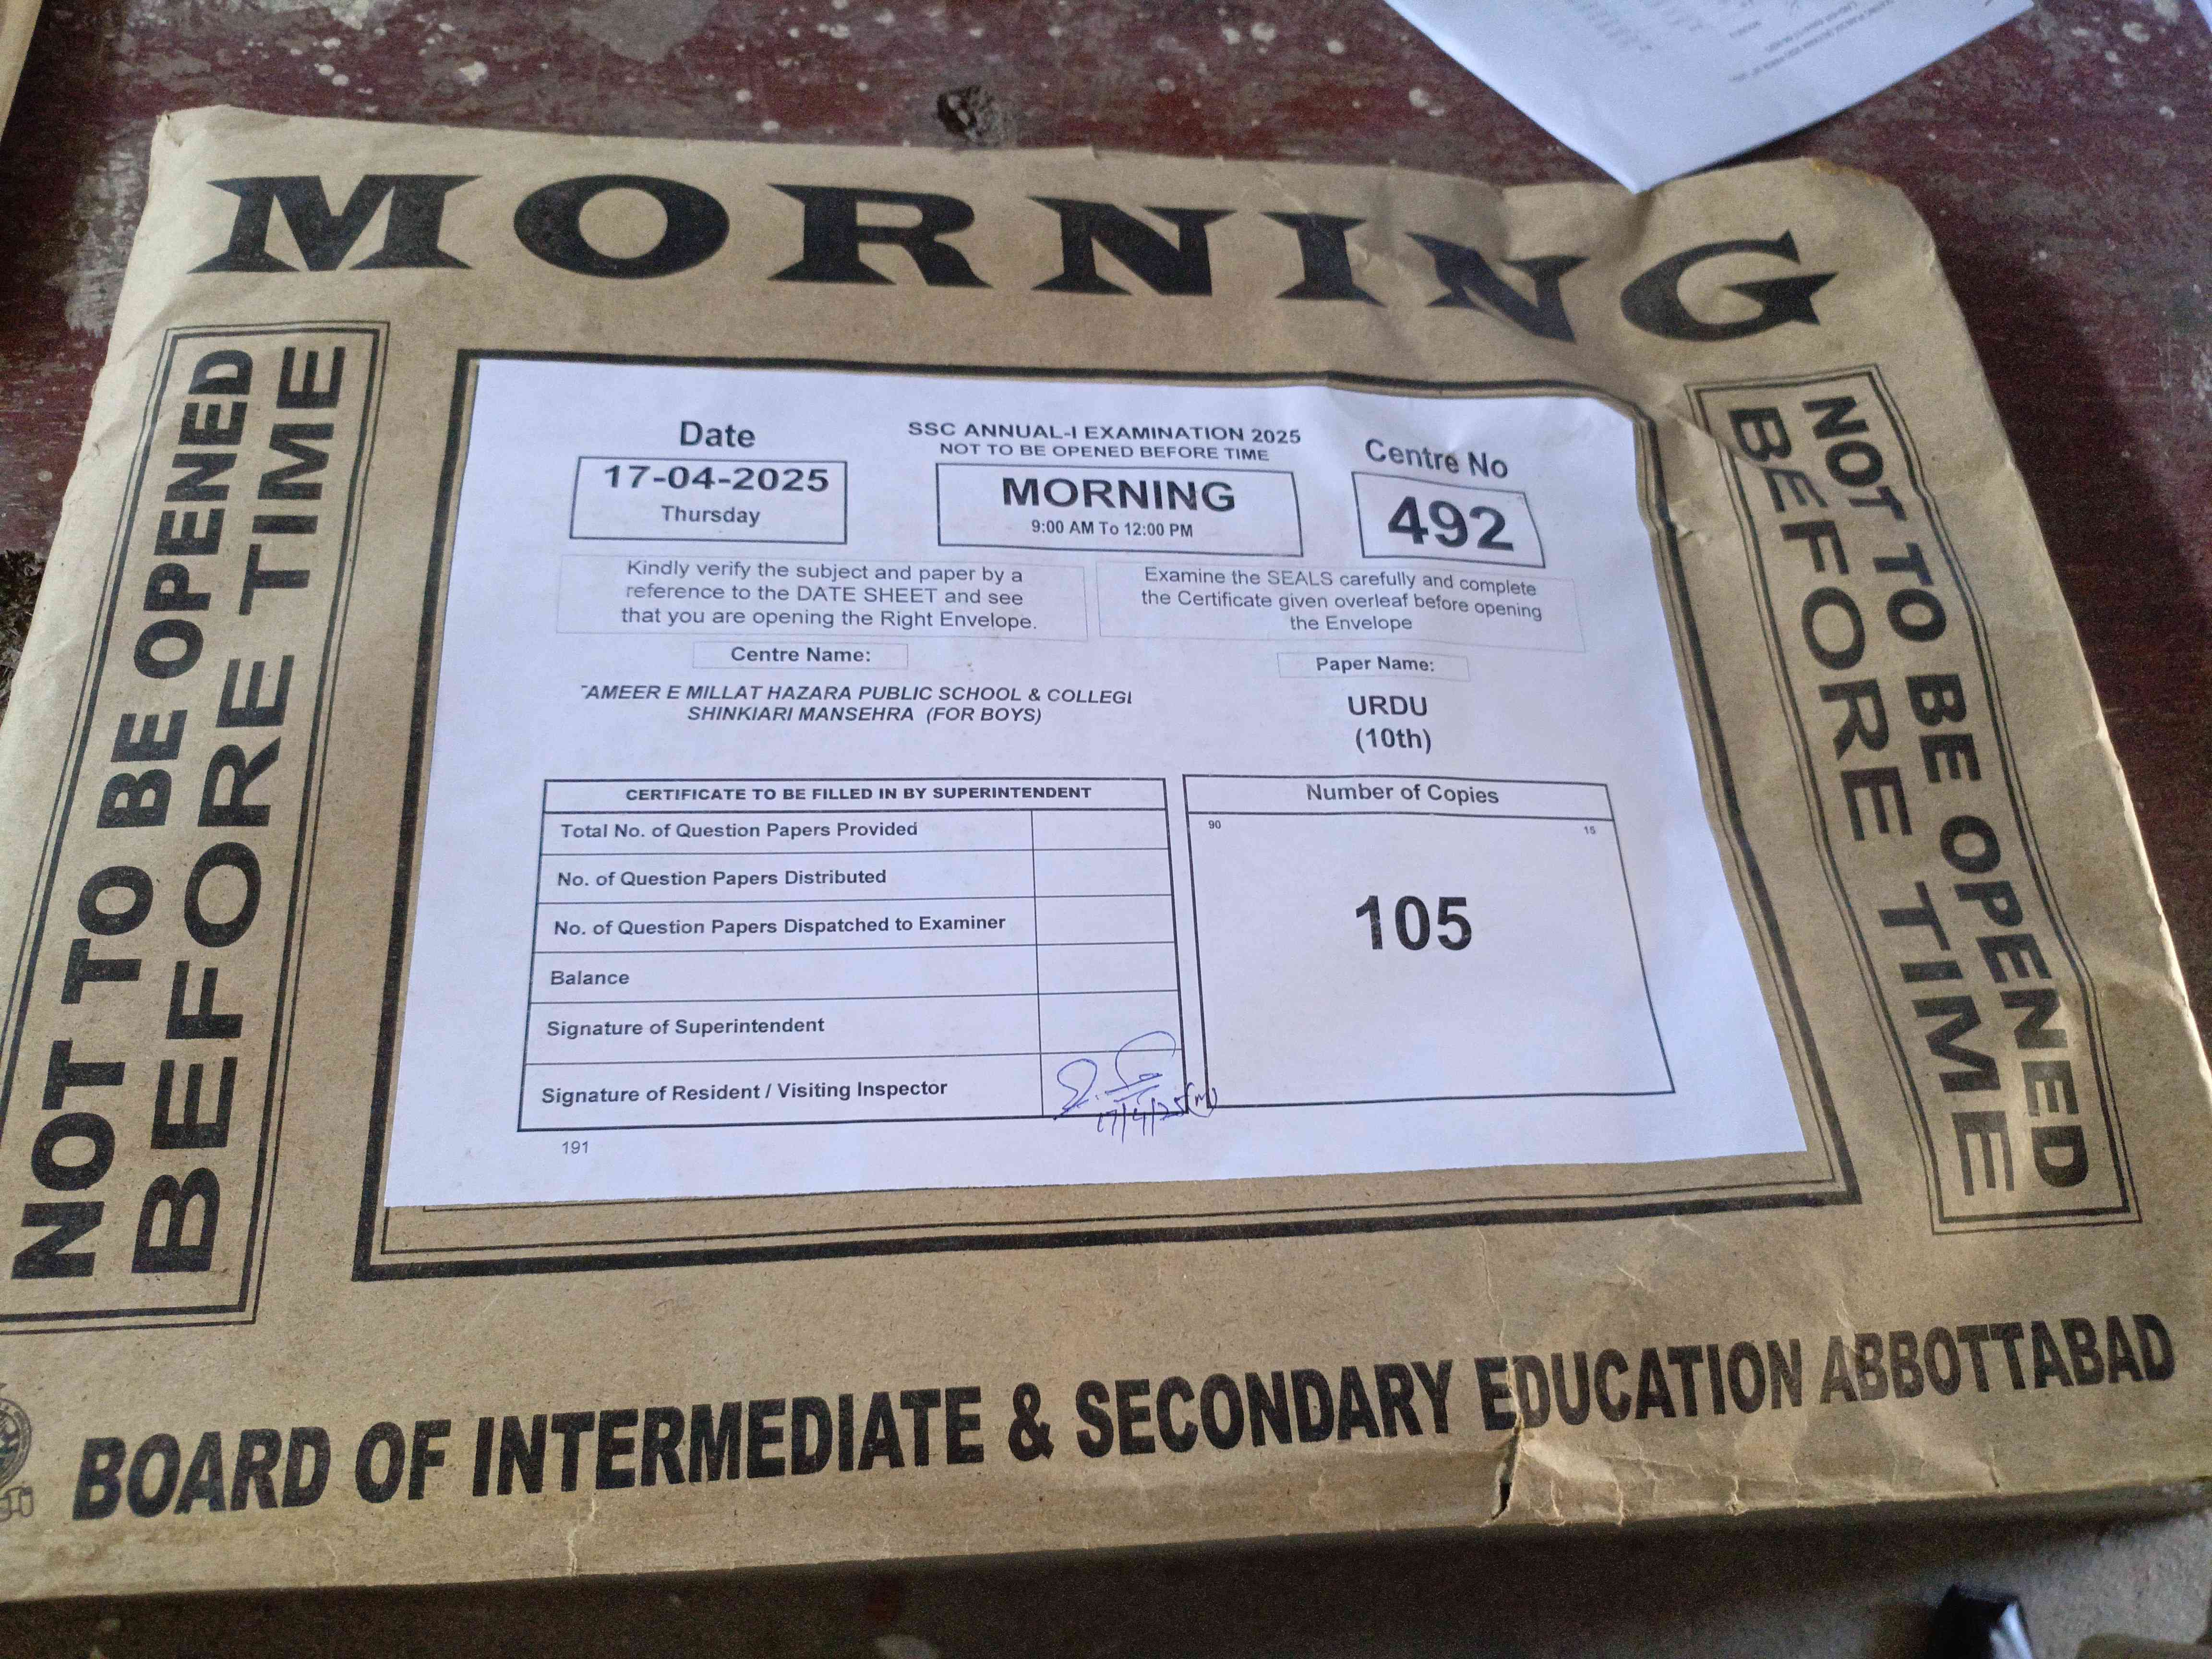 MORNING
NOT TO BE OPENED
BEFORE TIME
Date
17-04-2025
Thursday
SSC ANNUAL-I EXAMINATION 2025
NOT TO BE OPENED BEFORE TIME
MORNING
9:00 AM To 12:00 PM
Centre No
492
Kindly verify the subject and paper by a
reference to the DATE SHEET and see
that you are opening the Right Envelope.
Examine the SEALS carefully and complete
the Certificate given overleaf before opening
the Envelope
Centre Name:
AMEER E MILLAT HAZARA PUBLIC SCHOOL & COLLEG
SHINKIARI MANSEHRA (FOR BOYS)
Paper Name:
URDU
(10th)
CERTIFICATE TO BE FILLED IN BY SUPERINTENDENT
Total No. of Question Papers Provided
No. of Question Papers Distributed
No. of Question Papers Dispatched to Examiner
Balance
Signature of Superintendent
Signature of Resident / Visiting Inspector
17/4/25(M)
Number of Copies
90 15
105
191
NOT TO BE OPENED
BEFORE TIME
BOARD OF INTERMEDIATE & SECONDARY EDUCATION ABBOTTABAD